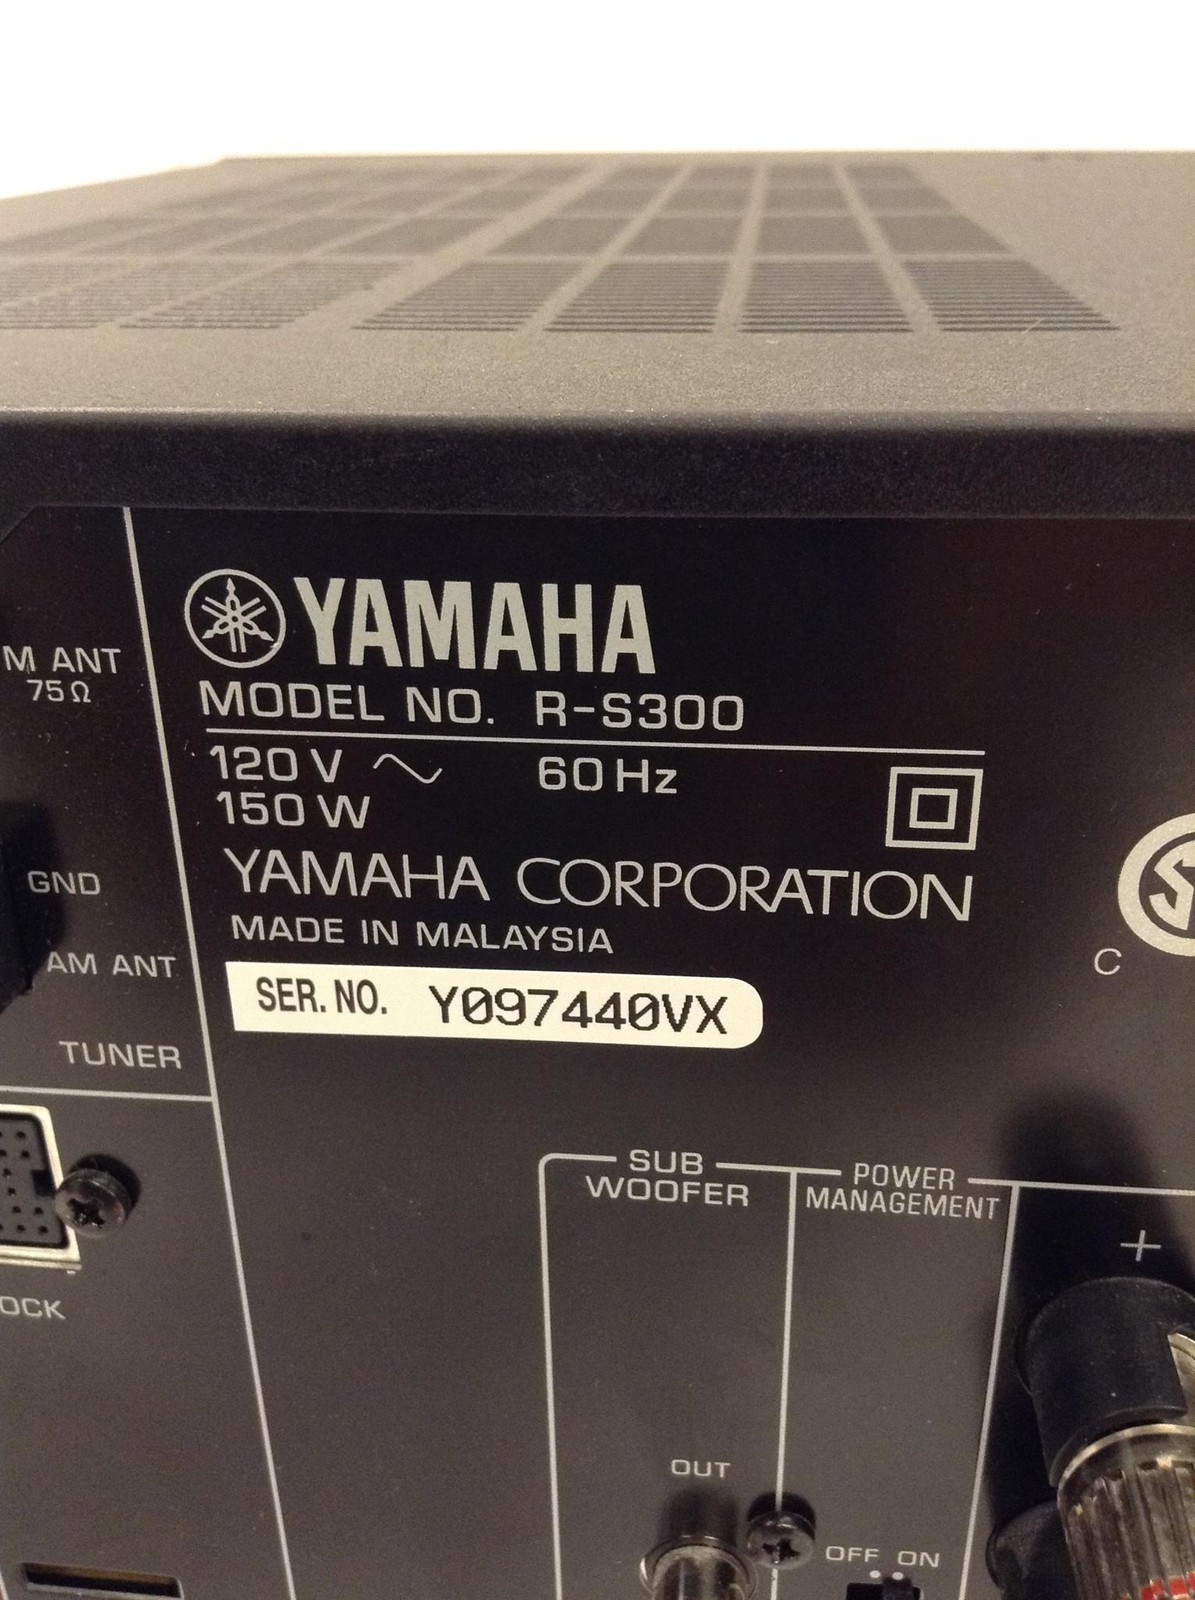 YAMAHA
MODEL NO. R-S300
120 V ~ 60 Hz
150 W
YAMAHA CORPORATION
MADE IN MALAYSIA
SER. NO. Y097440VX
M ANT
75Ω
GND
AM ANT
TUNER
OCK
C
SUB
WOOFER
POWER
MANAGEMENT
+
OUT
OFF ON